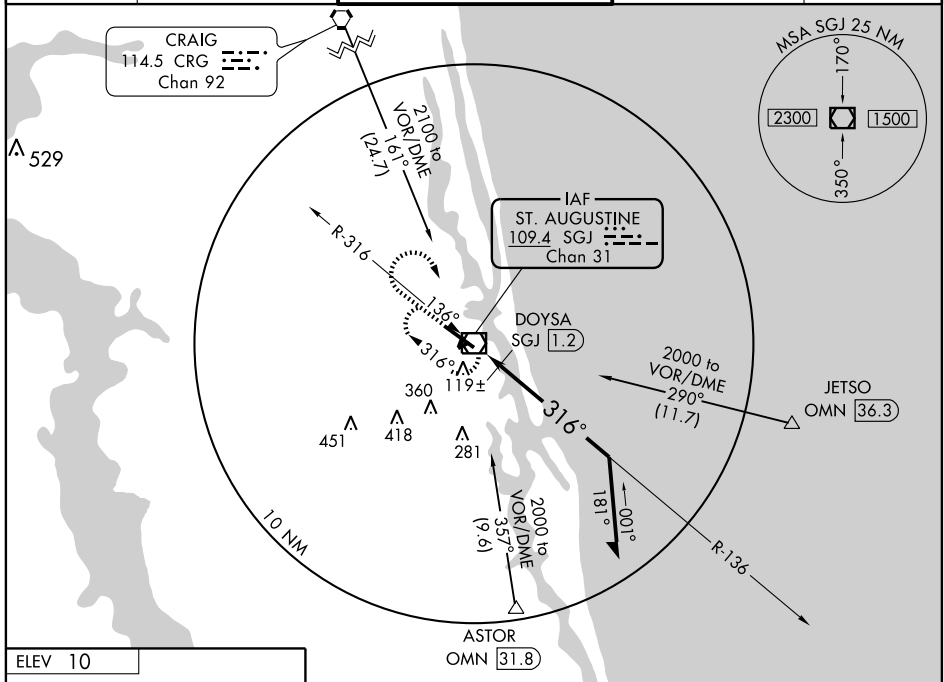 CRAIG
114.5 CRG
Chan 92
529
2100 to
VOR/DME
161°
(24.7)
MSA SGJ 25 NM
170°
2300
1500
350°
IAF
ST. AUGUSTINE
109.4 SGJ
Chan 31
R-316
136°
316°
DOYSA
SGJ 1.2
119±
360
418
451
281
316°
2000 to
VOR/DME
290°
(11.7)
JETSO
OMN 36.3
001°
181°
2000 to
VOR/DME
357°
(9.6)
R-136
10 NM
ASTOR
OMN 31.8
ELEV 10